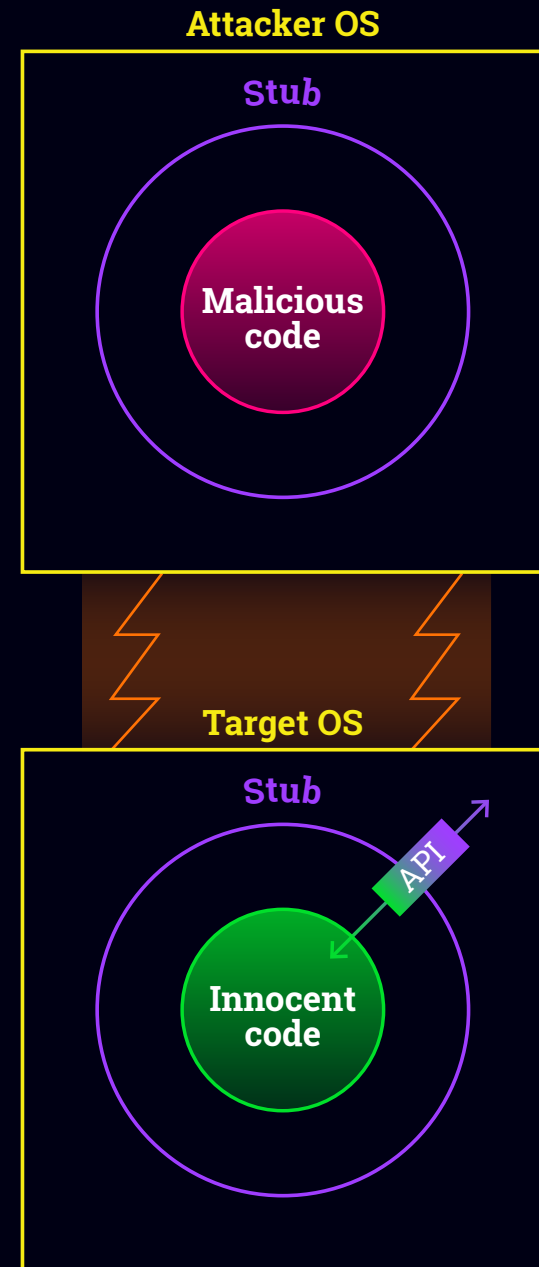 Attacker OS
Stub
Malicious
code
Target OS
Stub
API
Innocent
code